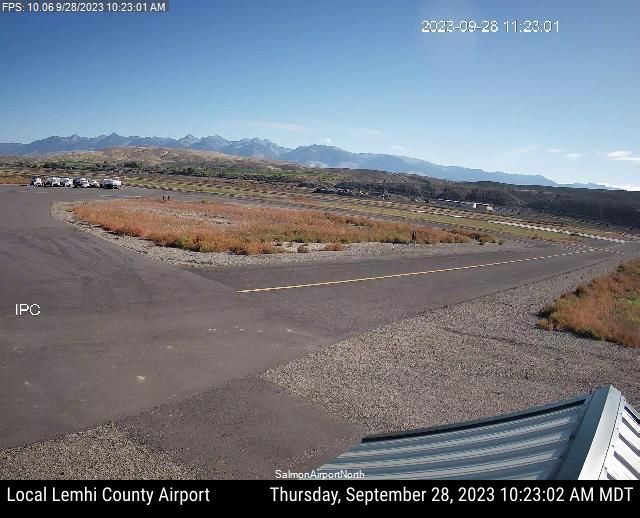 FPS: 10.06 9/28/2023 10:23:01 AM
2023-09-28 11:23:01
IPC
SalmonAirportNorth
Local Lemhi County Airport Thursday, September 28, 2023 10:23:02 AM MDT